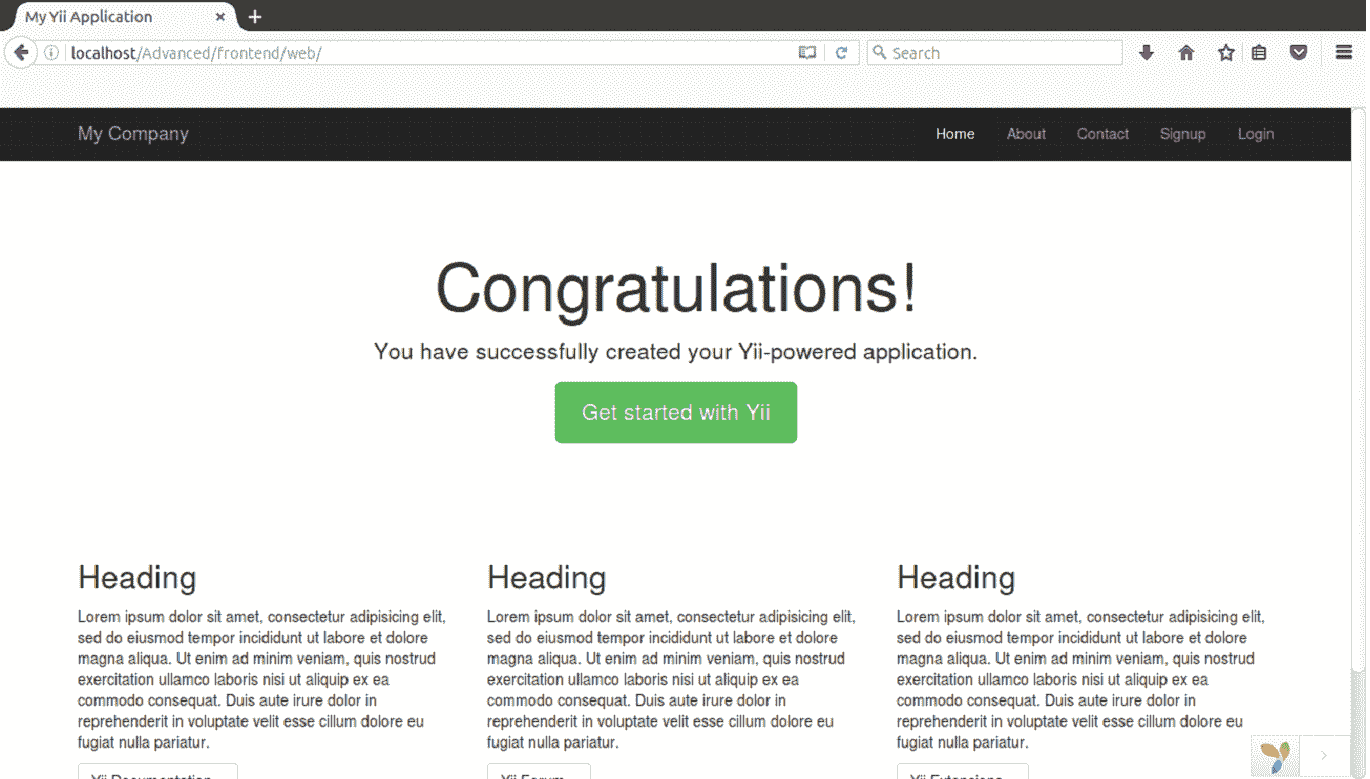 My Yii Application
localhost/Advanced/frontend/web/
Search
My Company
Home About Contact Signup Login
Congratulations!
You have successfully created your Yii-powered application.
Get started with Yii
Heading
Lorem ipsum dolor sit amet, consectetur adipisicing elit,
sed do eiusmod tempor incididunt ut labore et dolore
magna aliqua. Ut enim ad minim veniam, quis nostrud
exercitation ullamco laboris nisi ut aliquip ex ea
commodo consequat. Duis aute irure dolor in
reprehenderit in voluptate velit esse cillum dolore eu
fugiat nulla pariatur.
Yii Documentation
Heading
Lorem ipsum dolor sit amet, consectetur adipisicing elit,
sed do eiusmod tempor incididunt ut labore et dolore
magna aliqua. Ut enim ad minim veniam, quis nostrud
exercitation ullamco laboris nisi ut aliquip ex ea
commodo consequat. Duis aute irure dolor in
reprehenderit in voluptate velit esse cillum dolore eu
fugiat nulla pariatur.
Yii Forum
Heading
Lorem ipsum dolor sit amet, consectetur adipisicing elit,
sed do eiusmod tempor incididunt ut labore et dolore
magna aliqua. Ut enim ad minim veniam, quis nostrud
exercitation ullamco laboris nisi ut aliquip ex ea
commodo consequat. Duis aute irure dolor in
reprehenderit in voluptate velit esse cillum dolore eu
fugiat nulla pariatur.
Yii Extensions